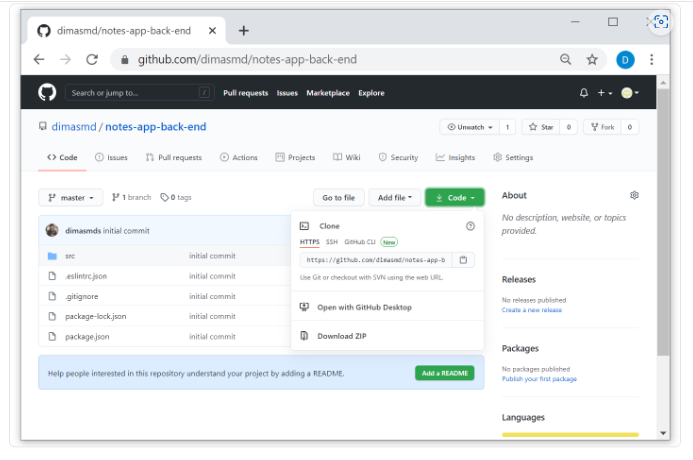 dimasmd/notes-app-back-end
github.com/dimasmd/notes-app-back-end
D
Search or jump to...
/
Pull requests Issues Marketplace Explore
dimasmd / notes-app-back-end
Unwatch 1 Star 0 Fork 0
Code Issues Pull requests Actions Projects Wiki Security Insights Settings
master 1 branch 0 tags Go to file Add file Code
About
No description, website, or topics
provided.
dimasmds initial commit
src initial commit
.eslintrc.json initial commit
.gitignore initial commit
package-lock.json initial commit
package.json initial commit
Clone
HTTPS SSH GitHub CLI New
https://github.com/dimasmd/notes-app-b
Use Git or checkout with SVN using the web URL.
Open with GitHub Desktop
Download ZIP
Help people interested in this repository understand your project by adding a README.
Add a README
Releases
No releases published
Create a new release
Packages
No packages published
Publish your first package
Languages